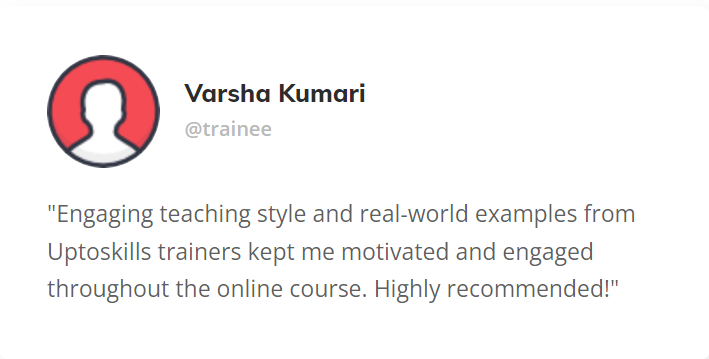 Varsha Kumari
@trainee
"Engaging teaching style and real-world examples from
Uptoskills trainers kept me motivated and engaged
throughout the online course. Highly recommended!"